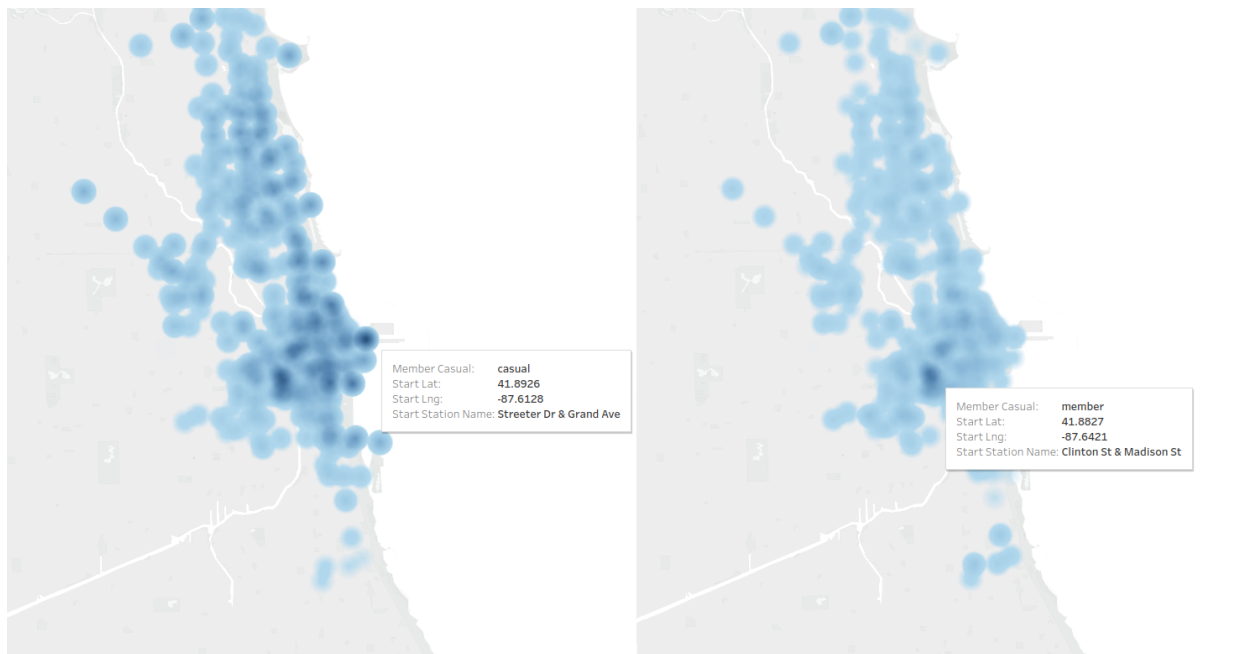 Member Casual: casual
Start Lat: 41.8926
Start Lng: -87.6128
Start Station Name: Streeter Dr & Grand Ave
Member Casual: member
Start Lat: 41.8827
Start Lng: -87.6421
Start Station Name: Clinton St & Madison St